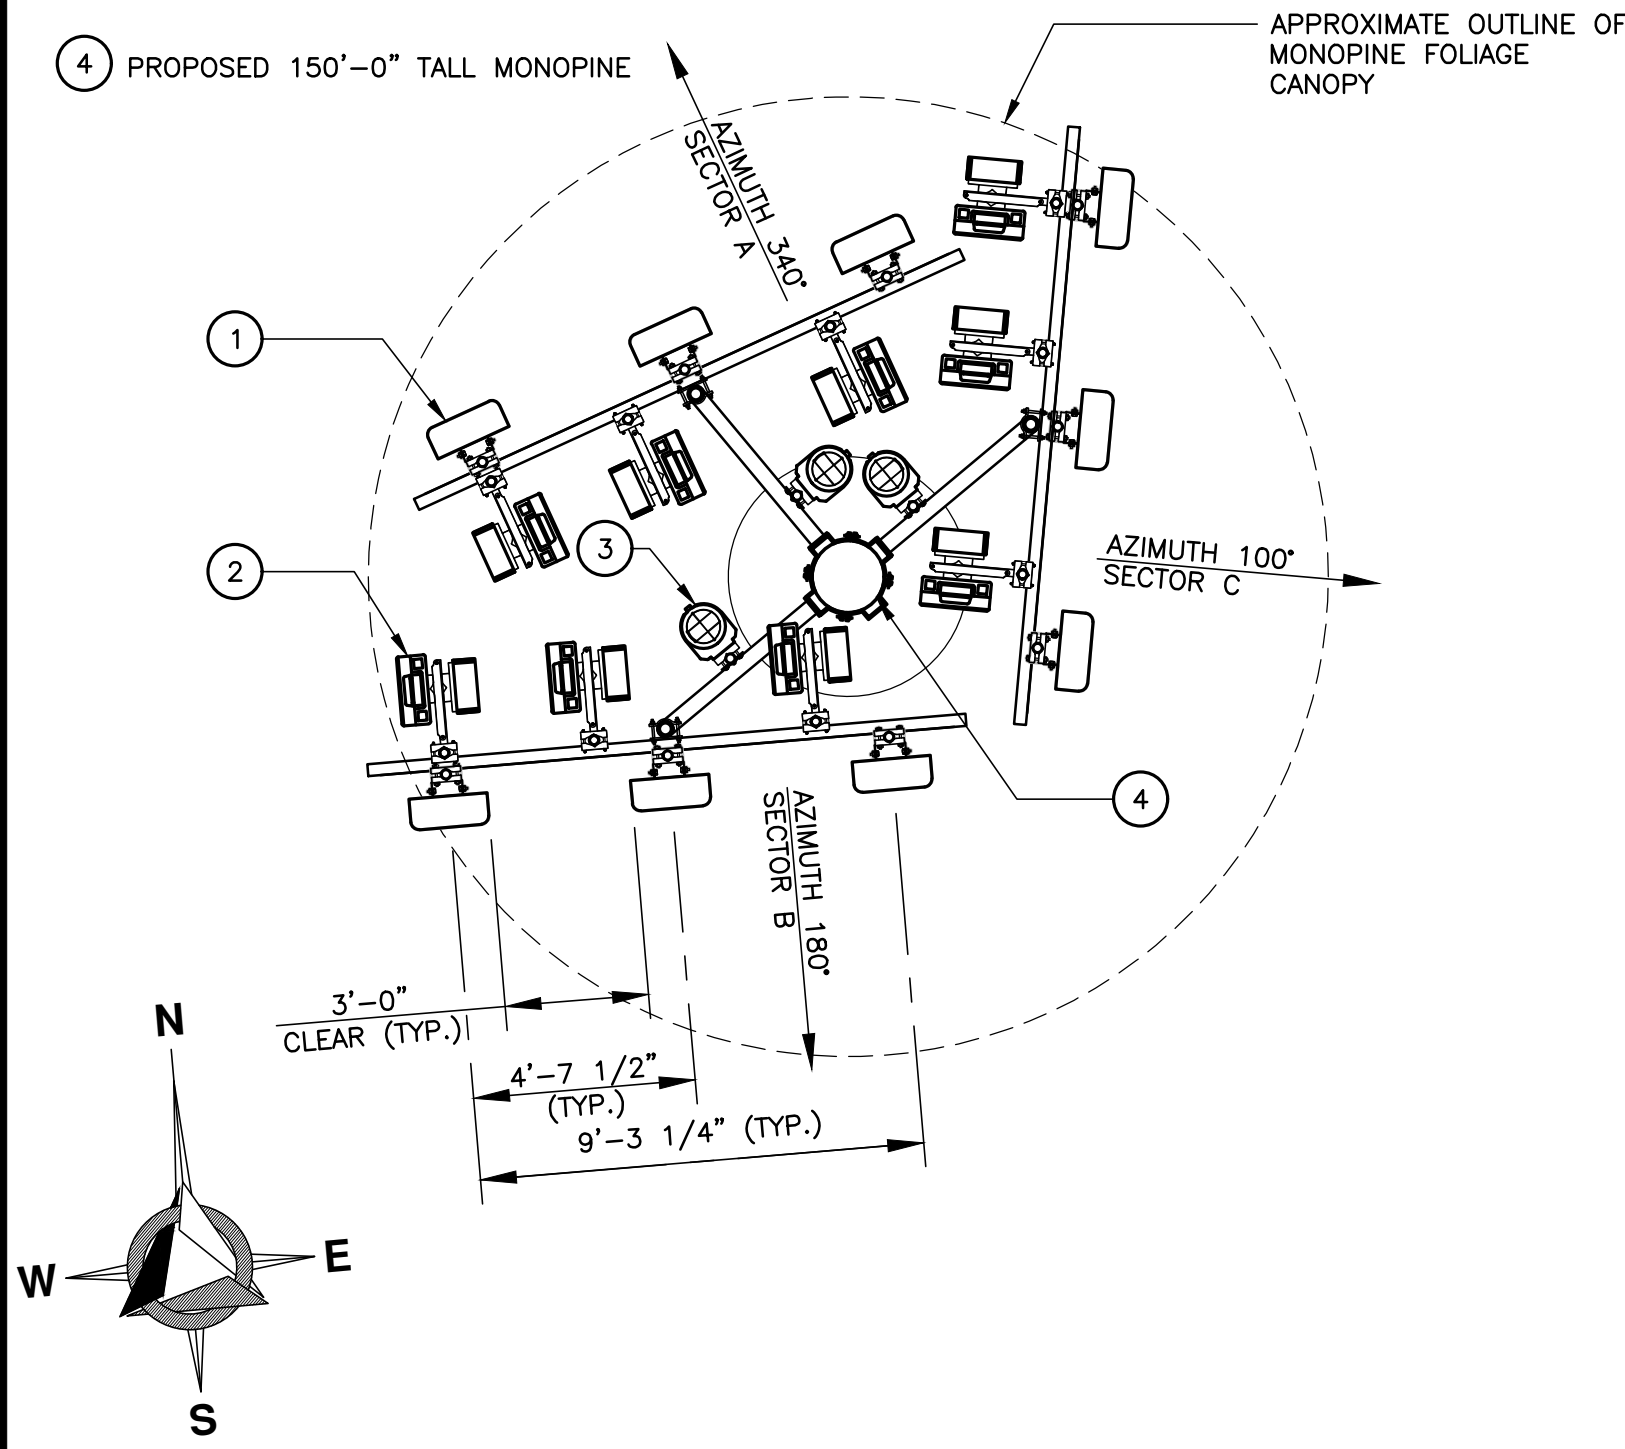 4 PROPOSED 150'-0" TALL MONOPINE
APPROXIMATE OUTLINE OF
MONOPINE FOLIAGE
CANOPY
AZIMUTH 340°
SECTOR A
1
2
3
AZIMUTH 100°
SECTOR C
4
AZIMUTH 180°
SECTOR B
3'-0"
CLEAR (TYP.)
4'-7 1/2"
(TYP.)
9'-3 1/4" (TYP.)
N
W
E
S